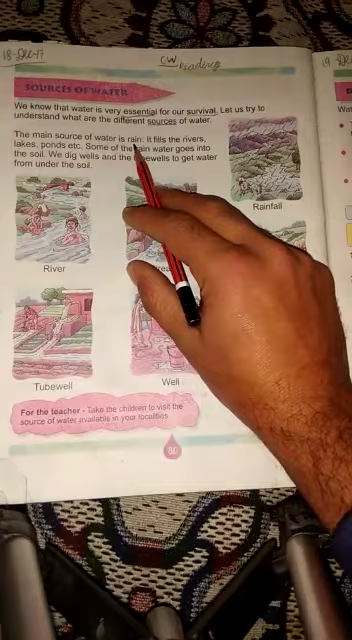 18-Dec-17
CW
Reading
19
SOURCES OF WATER
We know that water is very essential for our survival. Let us try to
understand what are the different sources of water.
The main source of water is rain. It fills the rivers,
lakes, ponds etc. Some of the rain water goes into
the soil. We dig wells and the tubewells to get water
from under the soil.
Rainfall
River
Tubewell
Well
For the teacher - Take the children to visit the
source of water available in your localities
80